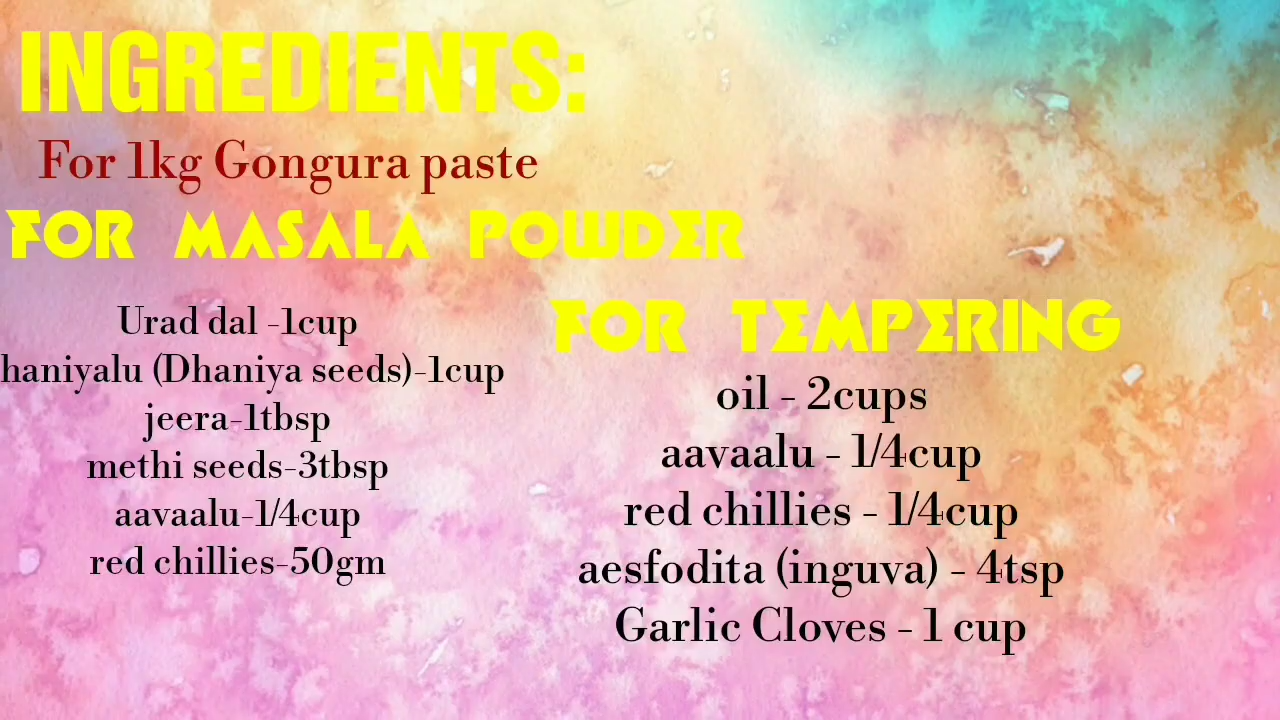 INGREDIENTS:
For 1kg Gongura paste
FOR MASALA POWDER
Urad dal -1cup
haniyalu (Dhaniya seeds)-1cup
jeera-1tbsp
methi seeds-3tbsp
aavaalu-1/4cup
red chillies-50gm
FOR TEMPERING
oil - 2cups
aavaalu - 1/4cup
red chillies - 1/4cup
aesfodita (inguva) - 4tsp
Garlic Cloves - 1 cup